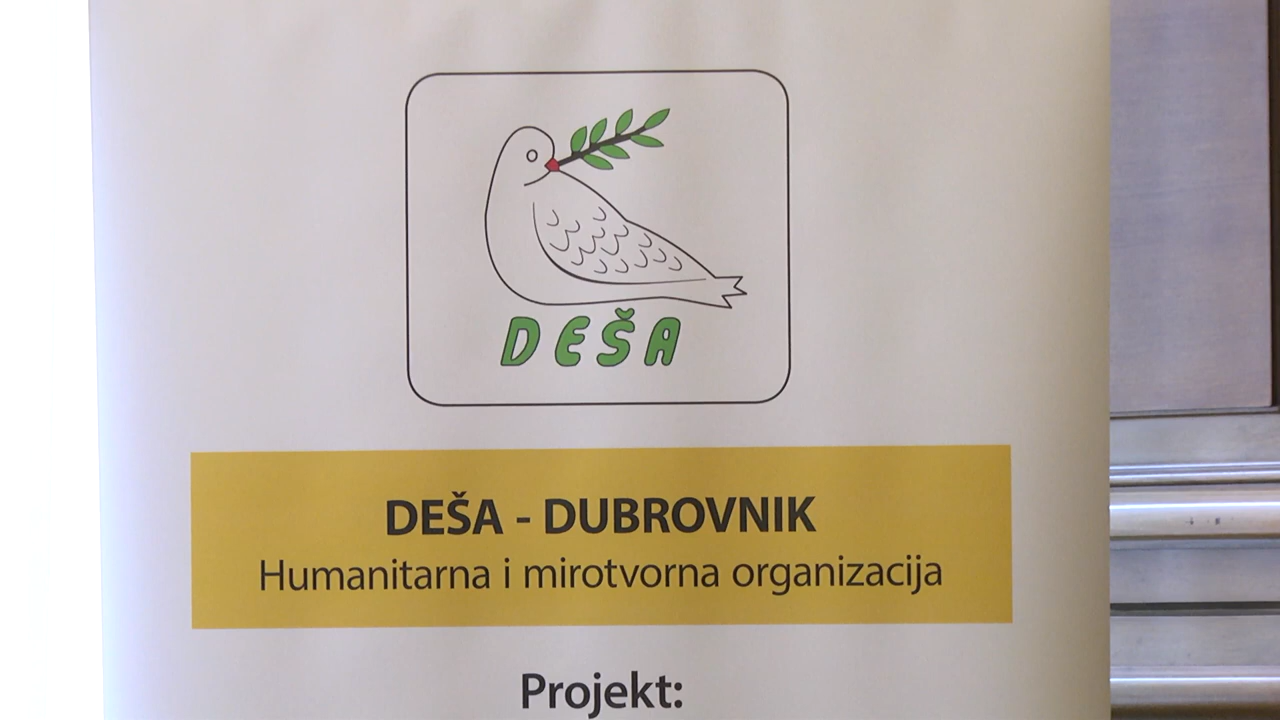 DEŠA
DEŠA - DUBROVNIK
Humanitarna i mirotvorna organizacija
Projekt: